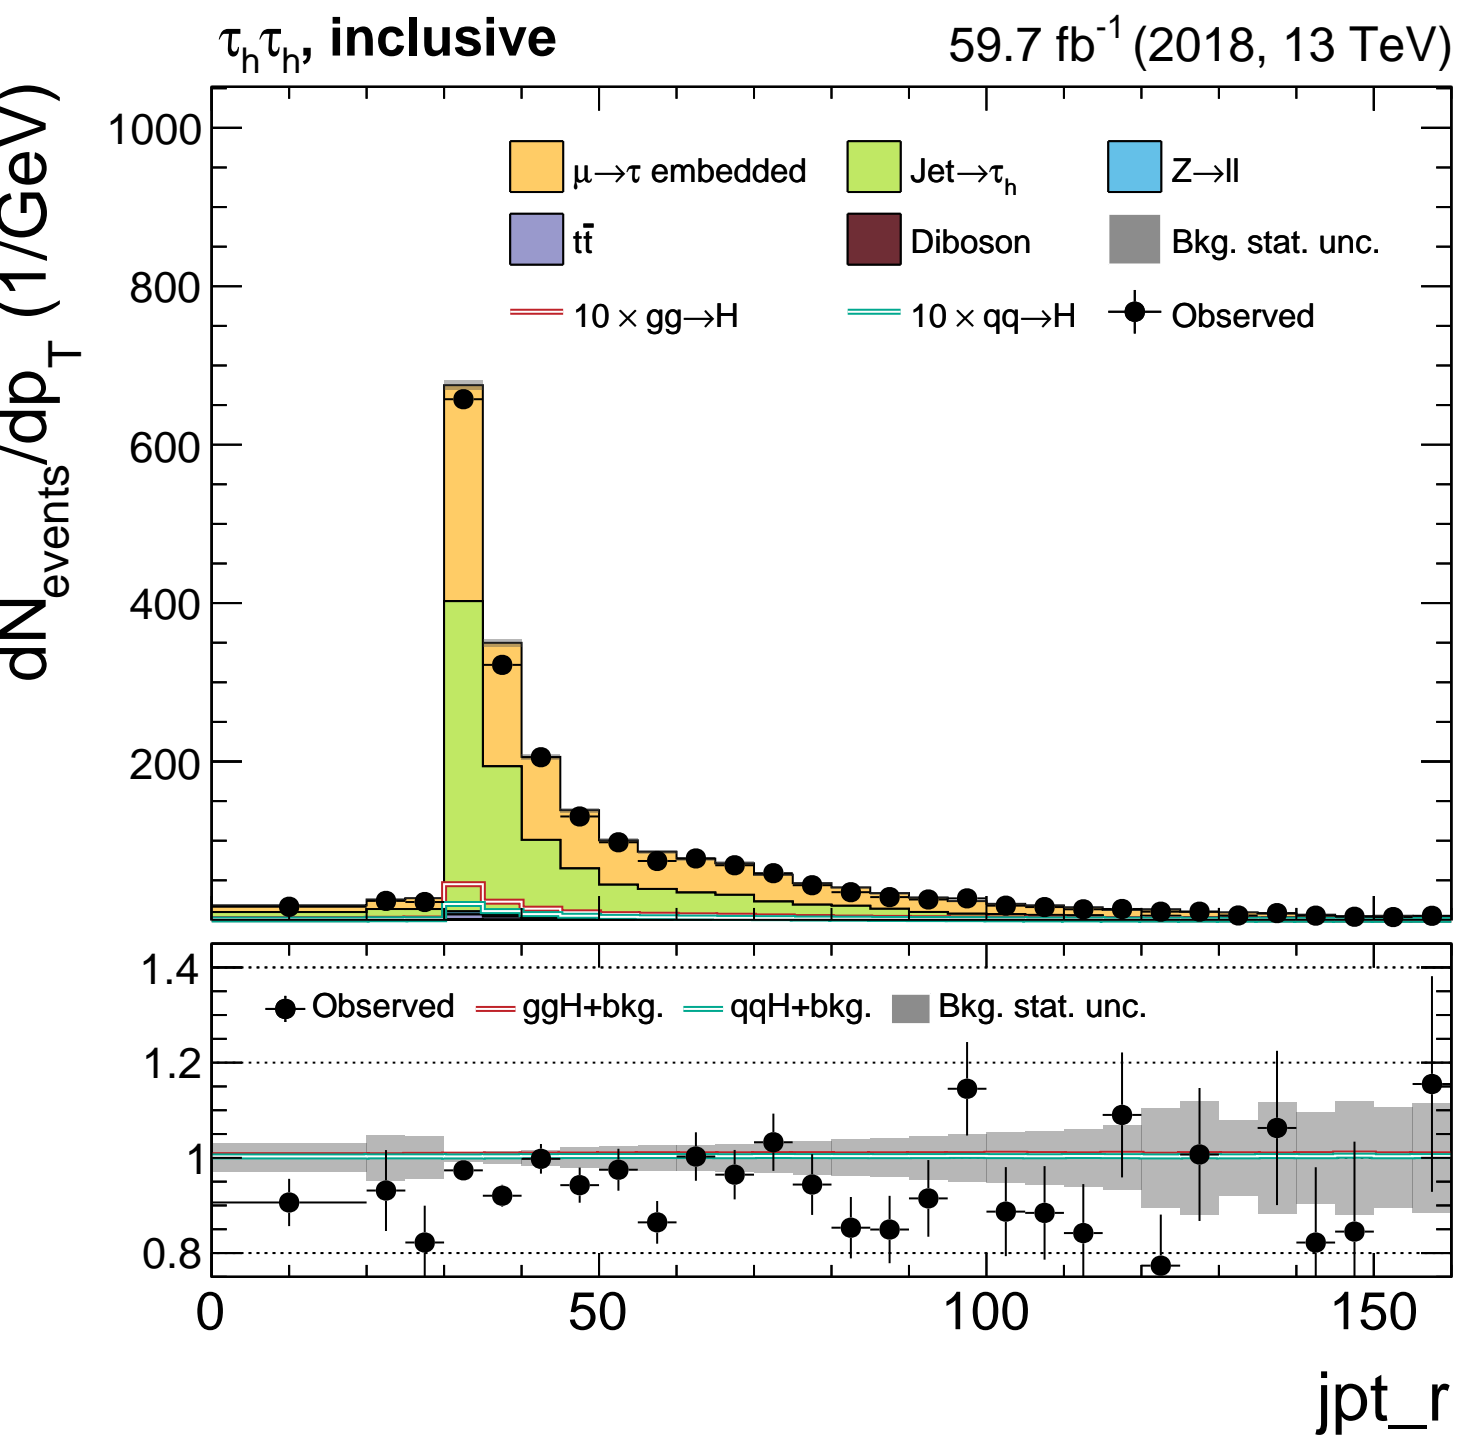 τhτh, inclusive 59.7 fb-1 (2018, 13 TeV)
dNevents/dpT (1/GeV)
1000
800
600
400
200
μ→τ embedded Jet→τh Z→ll
tt̄ Diboson Bkg. stat. unc.
10 × gg→H 10 × qq→H Observed
1.4
1.2
1
0.8
Observed ggH+bkg. qqH+bkg. Bkg. stat. unc.
0 50 100 150
jpt_r